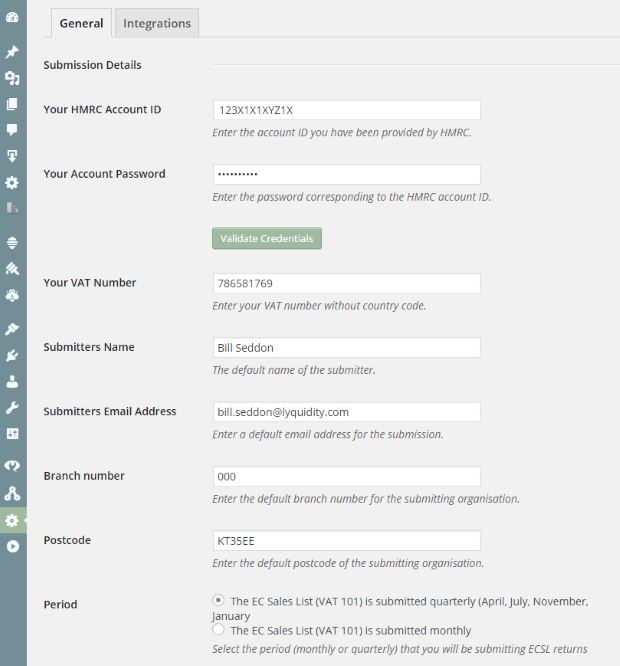 General Integrations
Submission Details
Your HMRC Account ID 123X1X1XYZ1X
Enter the account ID you have been provided by HMRC.
Your Account Password ••••••••••
Enter the password corresponding to the HMRC account ID.
Validate Credentials
Your VAT Number 786581769
Enter your VAT number without country code.
Submitters Name Bill Seddon
The default name of the submitter.
Submitters Email Address bill.seddon@lyquidity.com
Enter a default email address for the submission.
Branch number 000
Enter the default branch number for the submitting organisation.
Postcode KT35EE
Enter the default postcode of the submitting organisation.
Period The EC Sales List (VAT 101) is submitted quarterly (April, July, November,
January
The EC Sales List (VAT 101) is submitted monthly
Select the period (monthly or quarterly) that you will be submitting ECSL returns